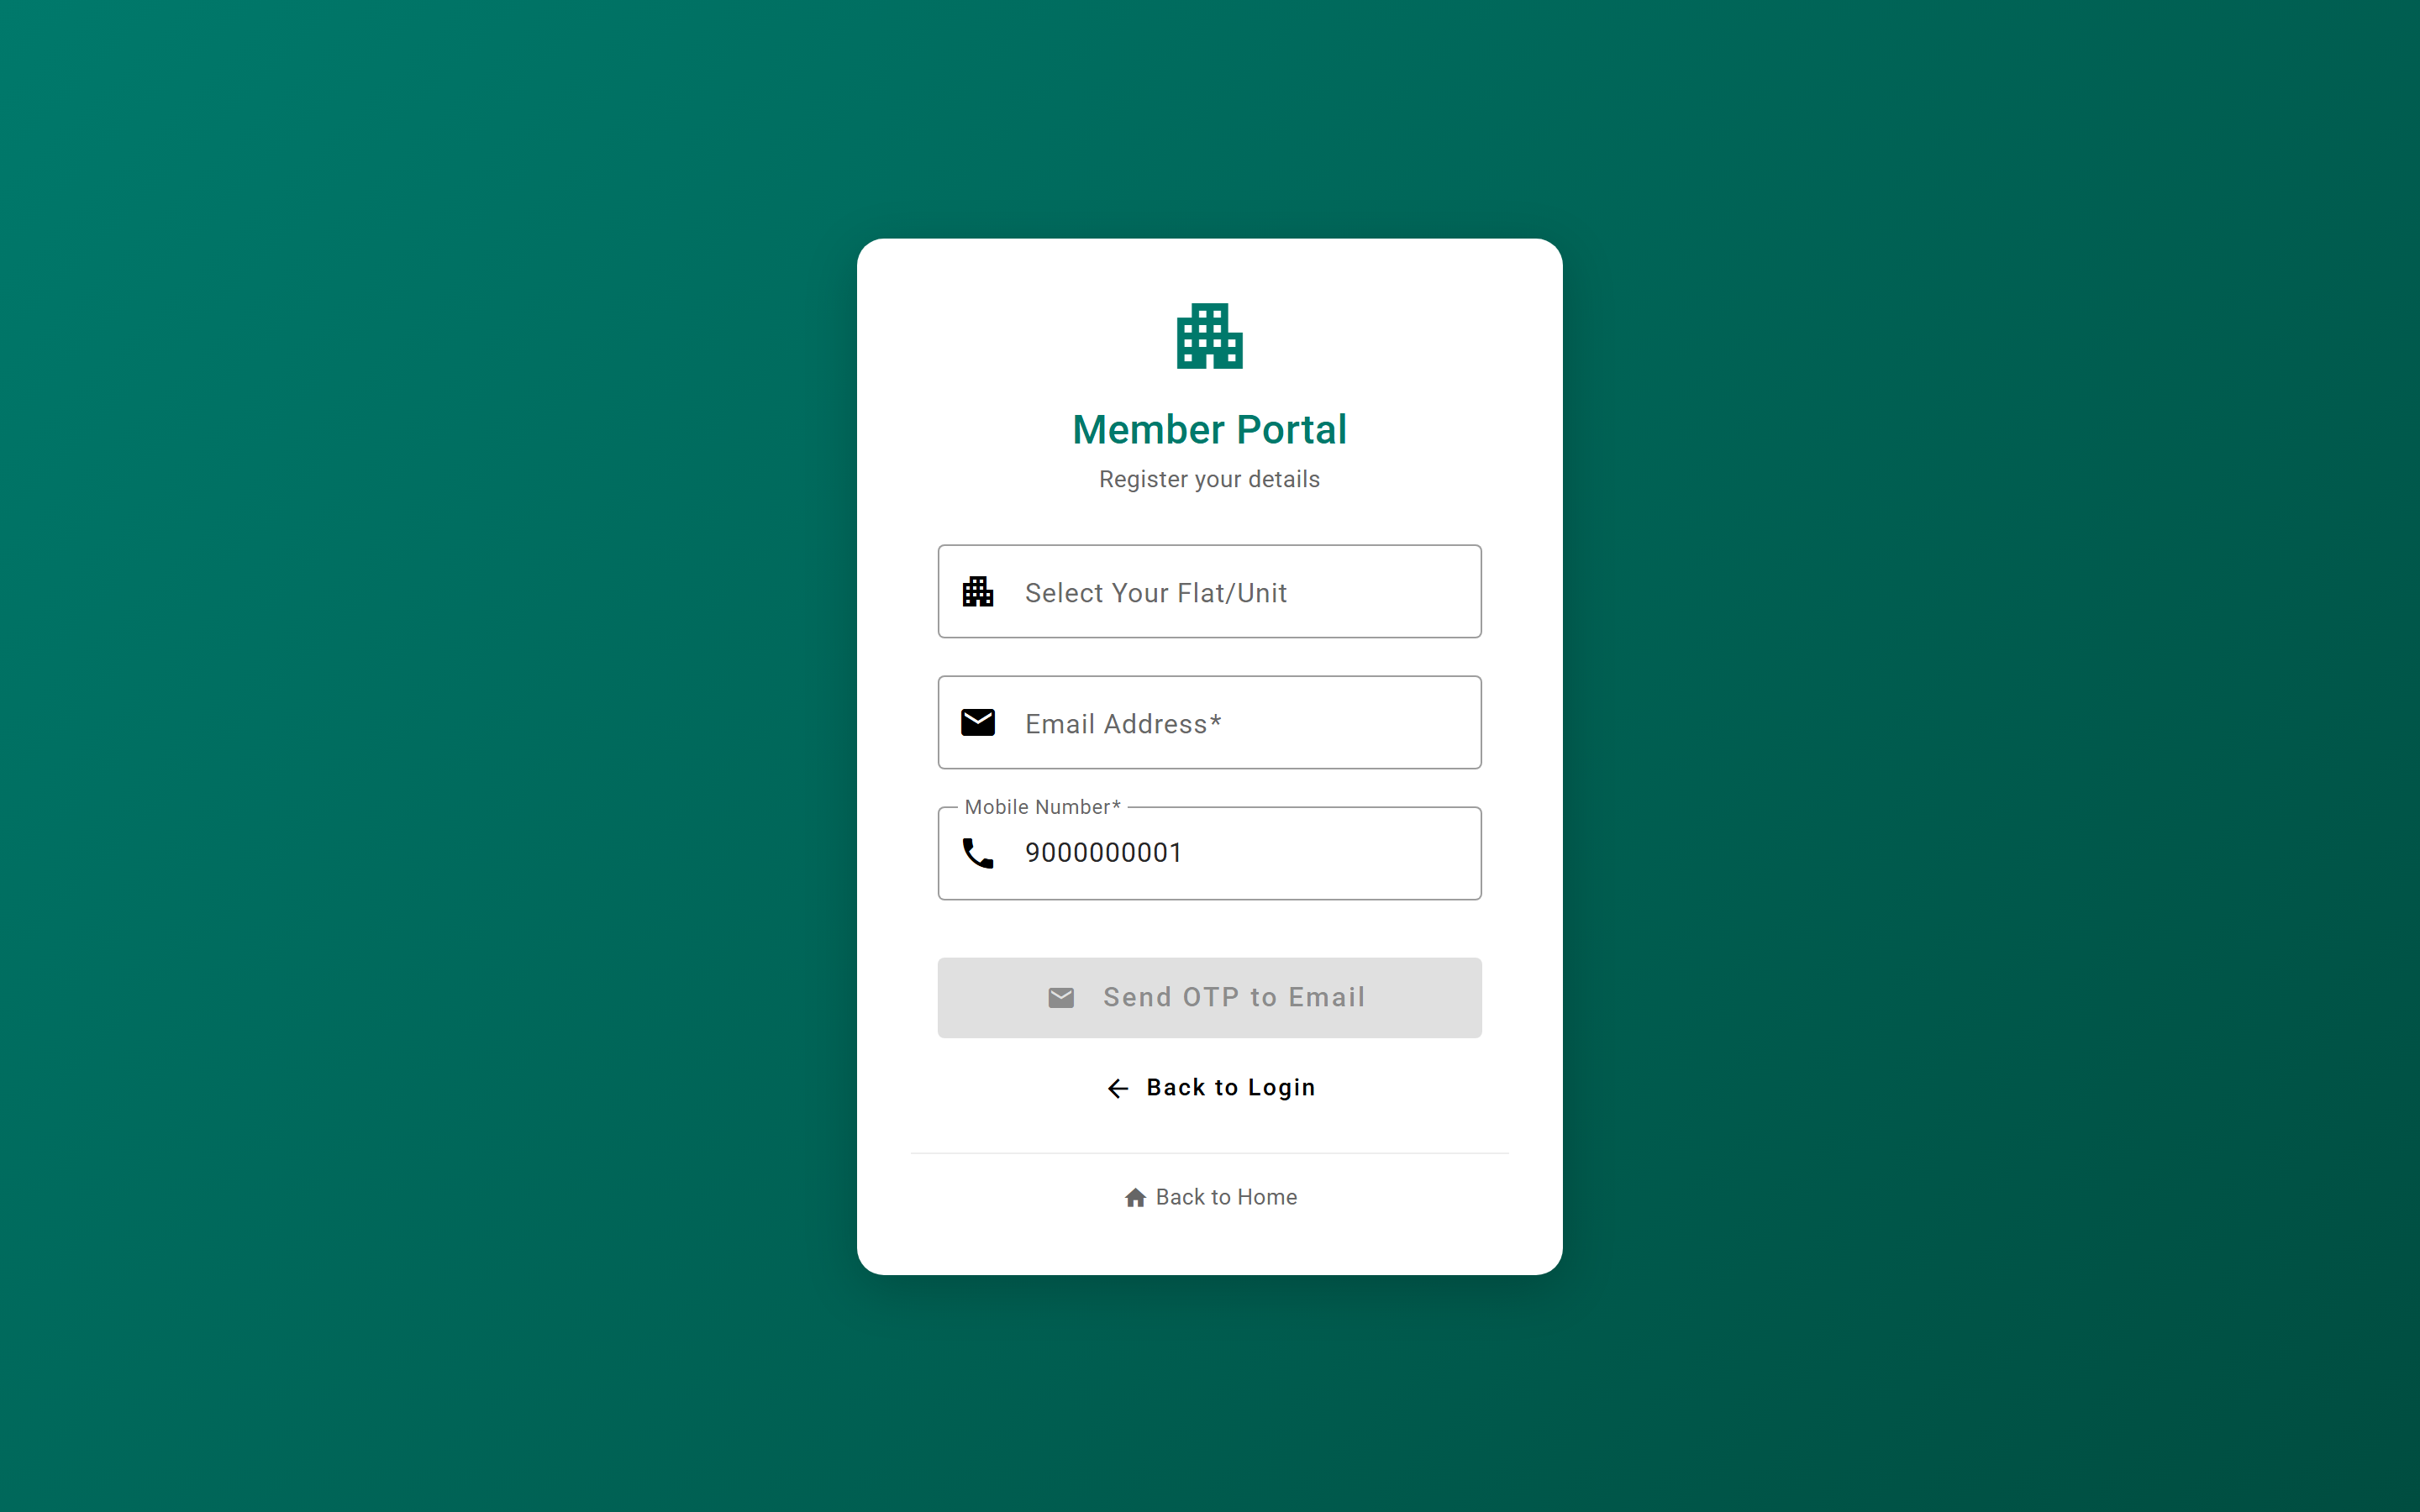 Member Portal
Register your details
Select Your Flat/Unit
Email Address*
Mobile Number*
9000000001
Send OTP to Email
Back to Login
Back to Home